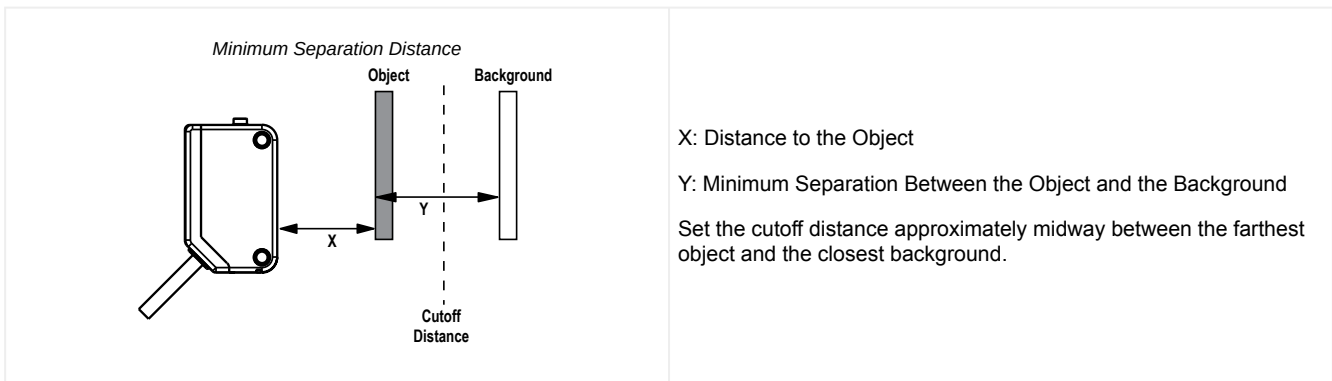 Minimum Separation Distance
Object
Background
Y
X
Cutoff
Distance
X: Distance to the Object
Y: Minimum Separation Between the Object and the Background
Set the cutoff distance approximately midway between the farthest
object and the closest background.